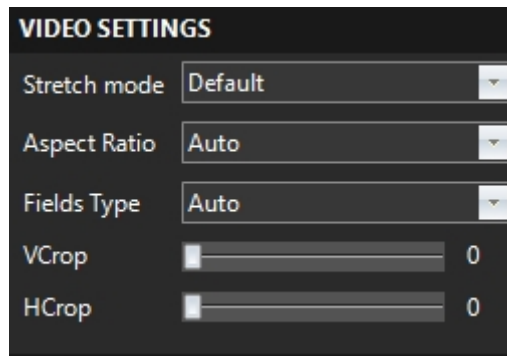 VIDEO SETTINGS
Stretch mode Default
Aspect Ratio Auto
Fields Type Auto
VCrop 0
HCrop 0